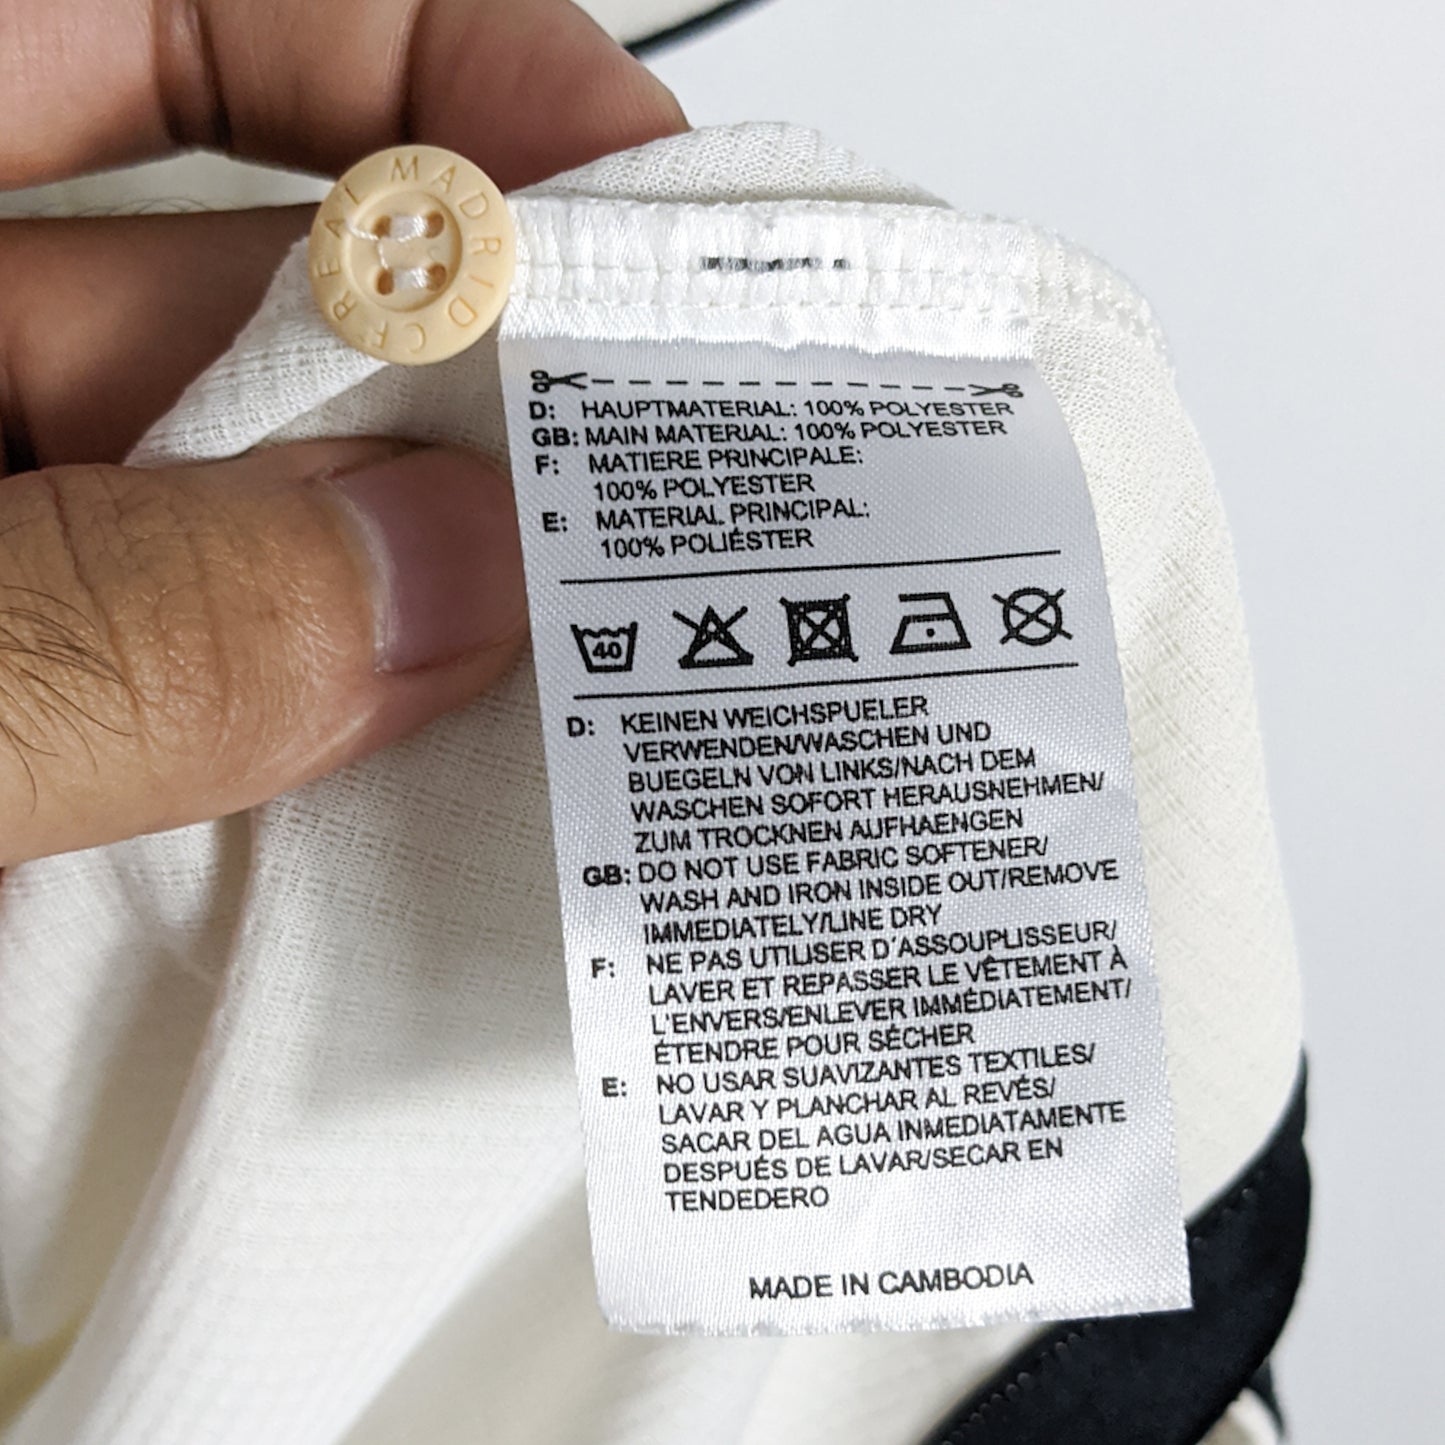 REAL MADRID CF
D: HAUPTMATERIAL: 100% POLYESTER
GB: MAIN MATERIAL: 100% POLYESTER
F: MATIERE PRINCIPALE:
100% POLYESTER
E: MATERIAL PRINCIPAL:
100% POLIÉSTER
40
D: KEINEN WEICHSPUELER
VERWENDEN/WASCHEN UND
BUEGELN VON LINKS/NACH DEM
WASCHEN SOFORT HERAUSNEHMEN/
ZUM TROCKNEN AUFHAENGEN
GB: DO NOT USE FABRIC SOFTENER/
WASH AND IRON INSIDE OUT/REMOVE
IMMEDIATELY/LINE DRY
F: NE PAS UTILISER D´ASSOUPLISSEUR/
LAVER ET REPASSER LE VÊTEMENT À
L'ENVERS/ENLEVER IMMÉDIATEMENT/
ÉTENDRE POUR SÉCHER
E: NO USAR SUAVIZANTES TEXTILES/
LAVAR Y PLANCHAR AL REVÉS/
SACAR DEL AGUA INMEDIATAMENTE
DESPUÉS DE LAVAR/SECAR EN
TENDEDERO
MADE IN CAMBODIA